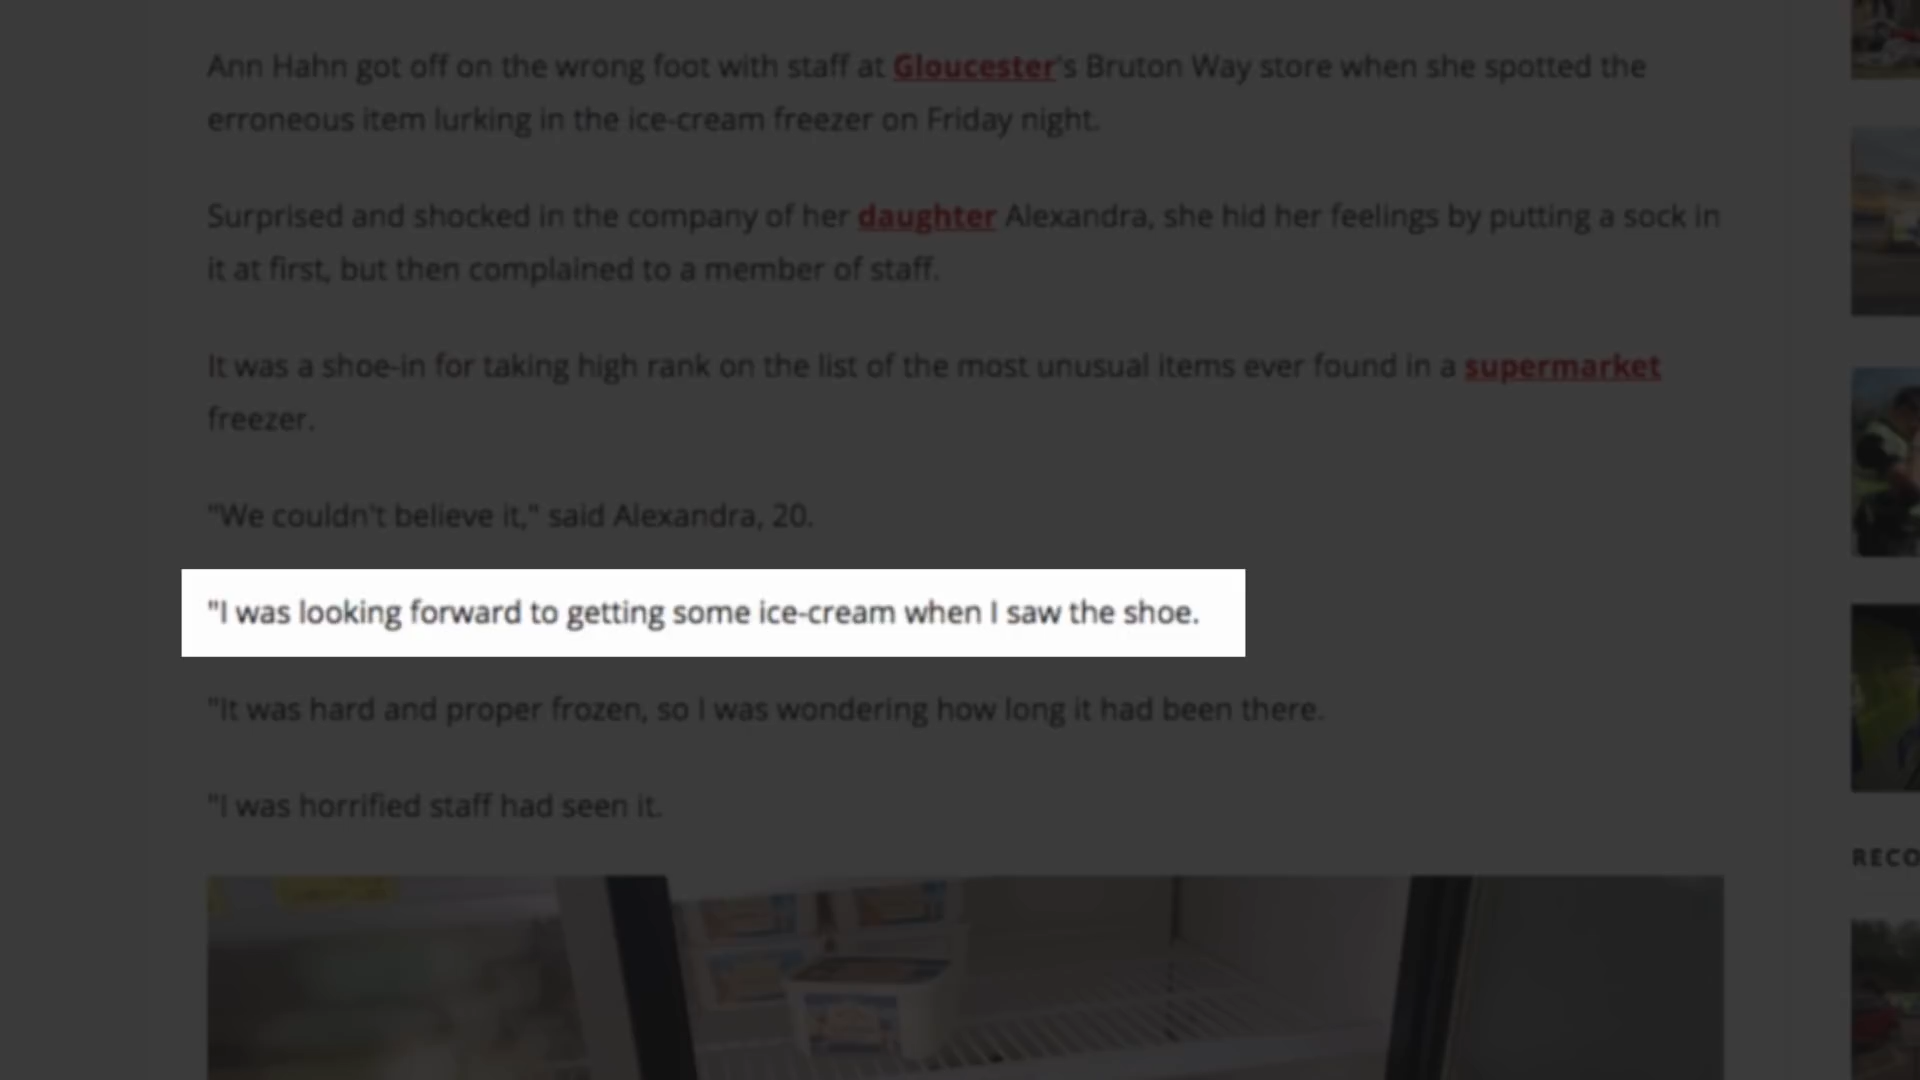 Ann Hahn got off on the wrong foot with staff at Gloucester's Bruton Way store when she spotted the
erroneous item lurking in the ice-cream freezer on Friday night.
Surprised and shocked in the company of her daughter Alexandra, she hid her feelings by putting a sock in
it at first, but then complained to a member of staff.
It was a shoe-in for taking high rank on the list of the most unusual items ever found in a supermarket
freezer.
"We couldn't believe it," said Alexandra, 20.
"I was looking forward to getting some ice-cream when I saw the shoe.
"It was hard and proper frozen, so I was wondering how long it had been there.
"I was horrified staff had seen it.
RECO